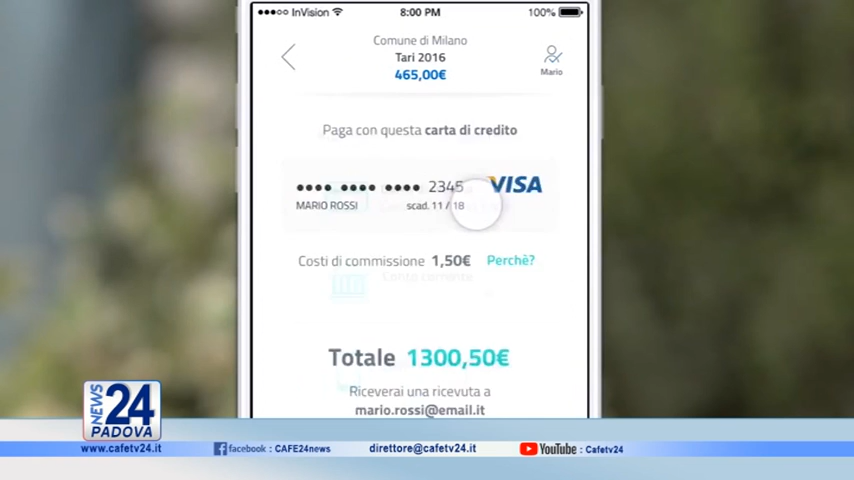 InVision
8:00 PM
100%
Comune di Milano
Tari 2016
465,00€
Mario
Paga con questa carta di credito
2345 VISA
MARIO ROSSI scad. 11 / 18
Costi di commissione 1,50€ Perchè?
Conto corrente
Totale 1300,50€
Riceverai una ricevuta a
mario.rossi@email.it
NEWS 24
PADOVA
www.cafetv24.it
facebook : CAFE24news
direttore@cafetv24.it
YouTube : Cafetv24